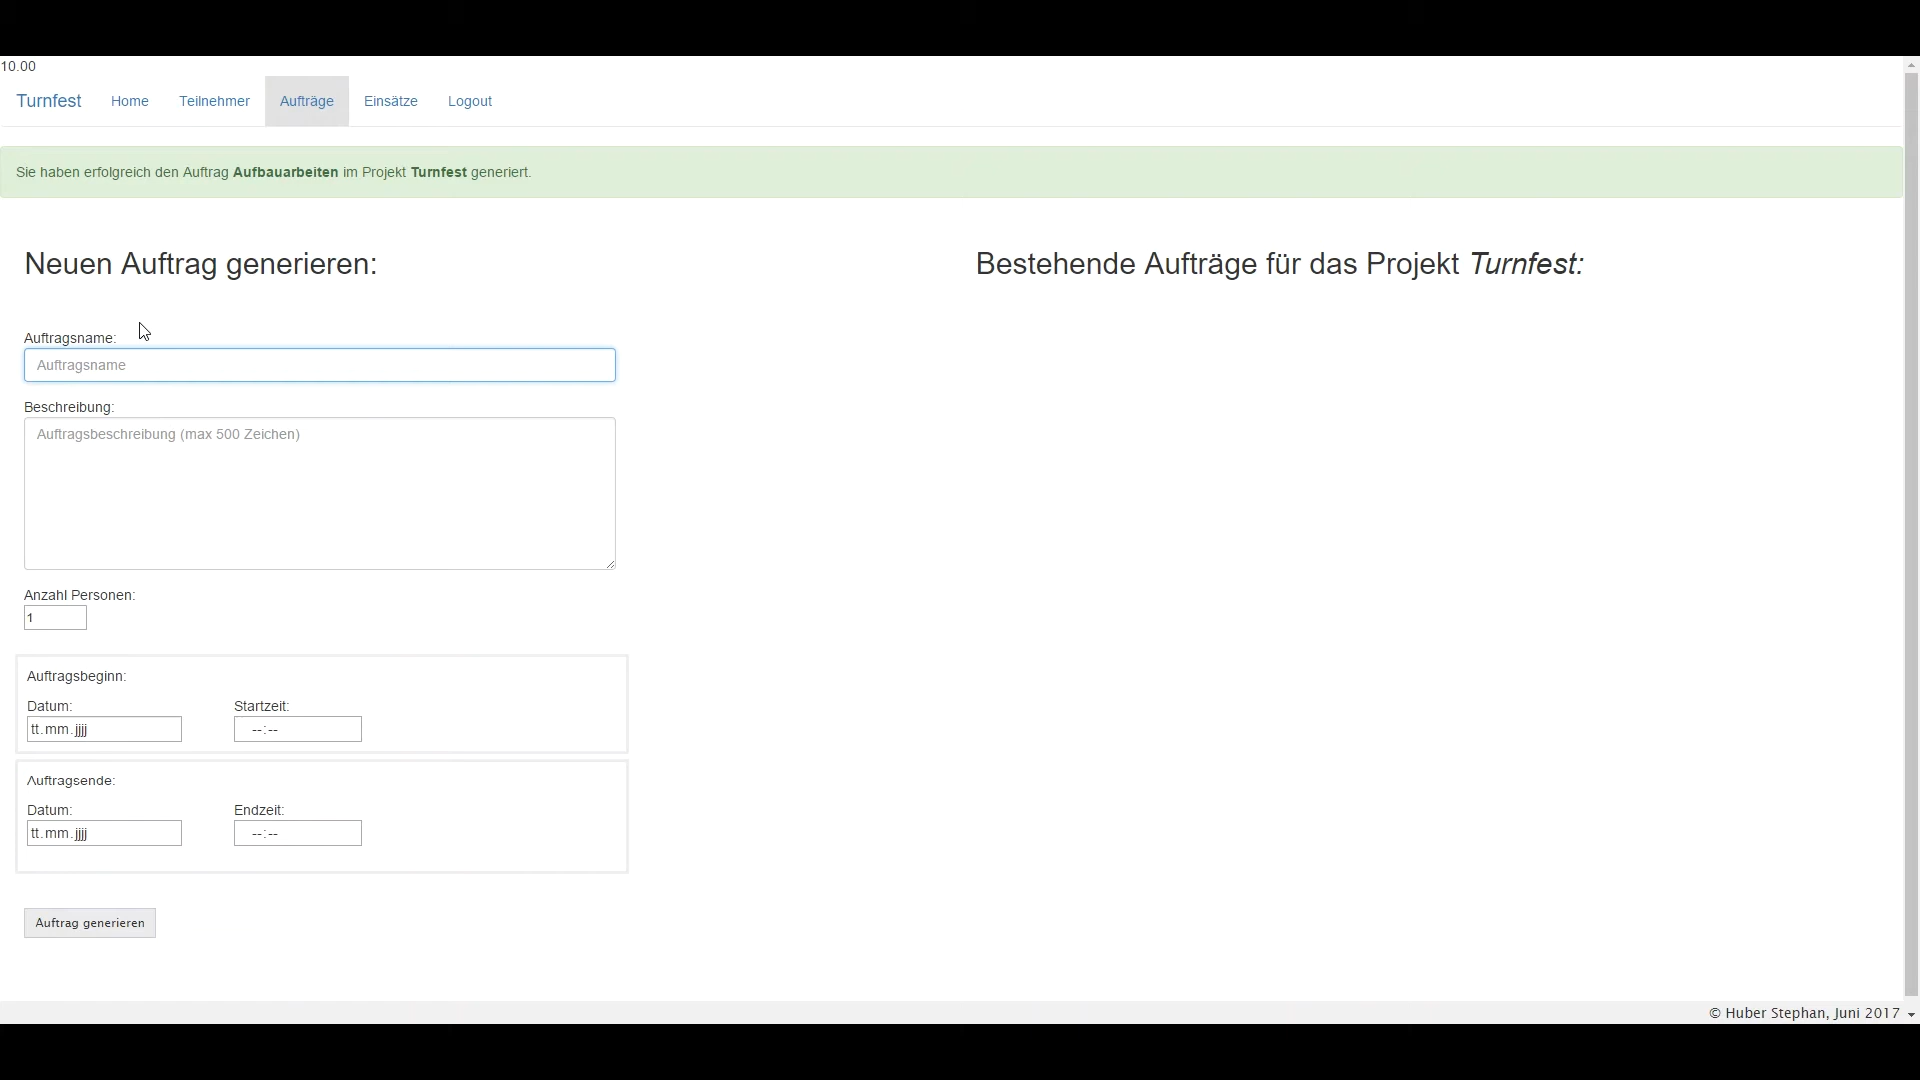 10.00
Turnfest Home Teilnehmer Aufträge Einsätze Logout
Sie haben erfolgreich den Auftrag Aufbauarbeiten im Projekt Turnfest generiert.
Neuen Auftrag generieren:
Bestehende Aufträge für das Projekt Turnfest:
Auftragsname:
Auftragsname
Beschreibung:
Auftragsbeschreibung (max 500 Zeichen)
Anzahl Personen:
1
Auftragsbeginn:
Datum: Startzeit:
tt.mm.jjjj --:--
Auftragsende:
Datum: Endzeit:
tt.mm.jjjj --:--
Auftrag generieren
© Huber Stephan, Juni 2017